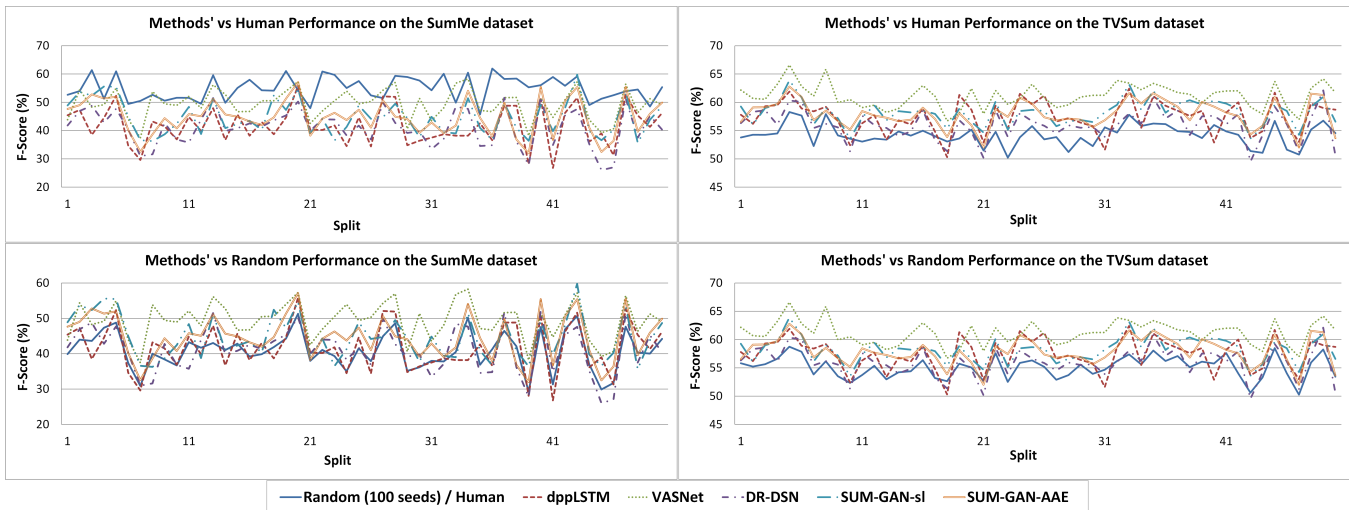 Methods' vs Human Performance on the SumMe dataset
F-Score (%)
70
60
50
40
30
20
1
11
21
31
41
Split
Methods' vs Human Performance on the TVSum dataset
F-Score (%)
70
65
60
55
50
45
1
11
21
31
41
Split
Methods' vs Random Performance on the SumMe dataset
F-Score (%)
60
50
40
30
20
1
11
21
31
41
Split
Methods' vs Random Performance on the TVSum dataset
F-Score (%)
70
65
60
55
50
45
1
11
21
31
41
Split
Random (100 seeds) / Human
dppLSTM
VASNet
DR-DSN
SUM-GAN-sl
SUM-GAN-AAE